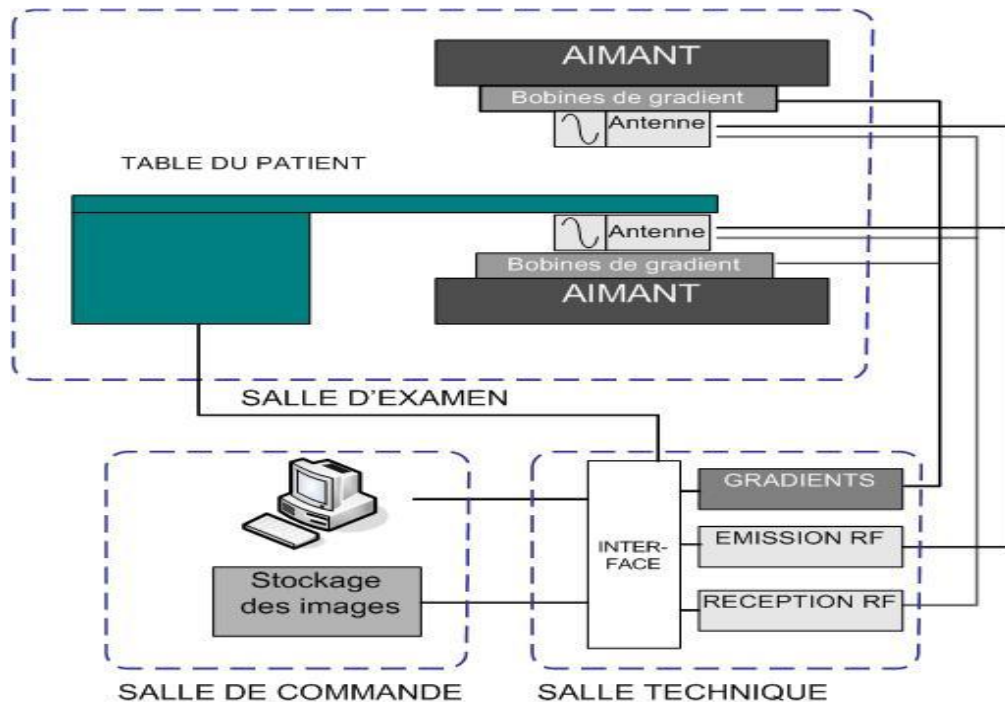 AIMANT
Bobines de gradient
Antenne
TABLE DU PATIENT
Antenne
Bobines de gradient
AIMANT
SALLE D'EXAMEN
GRADIENTS
EMISSION RF
INTER-
FACE
Stockage
des images
RECEPTION RF
SALLE DE COMMANDE
SALLE TECHNIQUE